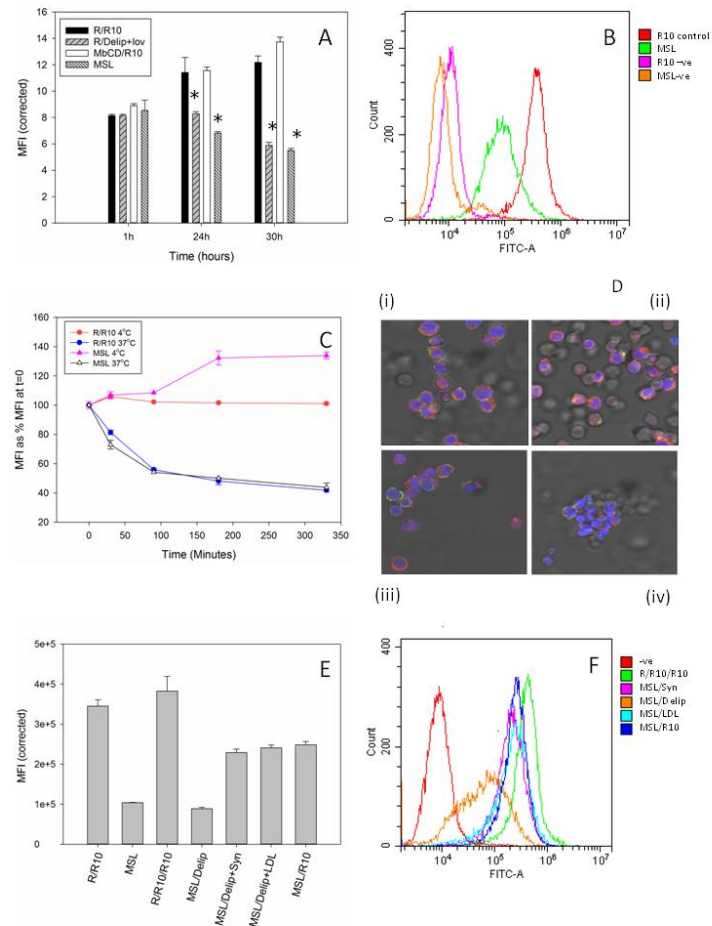 A
R/R10
R/Delip+lov
MbCD/R10
MSL
MFI (corrected)
14
12
10
8
6
4
2
0
* * * *
1h 24h 30h
Time (hours)
B
R10 control
MSL
R10 -ve
MSL-ve
Count
400
200
0
10^4 10^5 10^6 10^7
FITC-A
C
R/R10 4°C
R/R10 37°C
MSL 4°C
MSL 37°C
MFI as % MFI at t=0
160
140
120
100
80
60
40
20
0 50 100 150 200 250 300 350
Time (Minutes)
D
(i) (ii)
(iii) (iv)
E
MFI (corrected)
5e+5
4e+5
3e+5
2e+5
1e+5
0
R/R10
MSL
R/R10/R10
MSL/Delip
MSL/Delip+Syn
MSL/Delip+LDL
MSL/R10
F
-ve
R/R10/R10
MSL/Syn
MSL/Delip
MSL/LDL
MSL/R10
Count
400
200
0
10^4 10^5 10^6 10^7
FITC-A